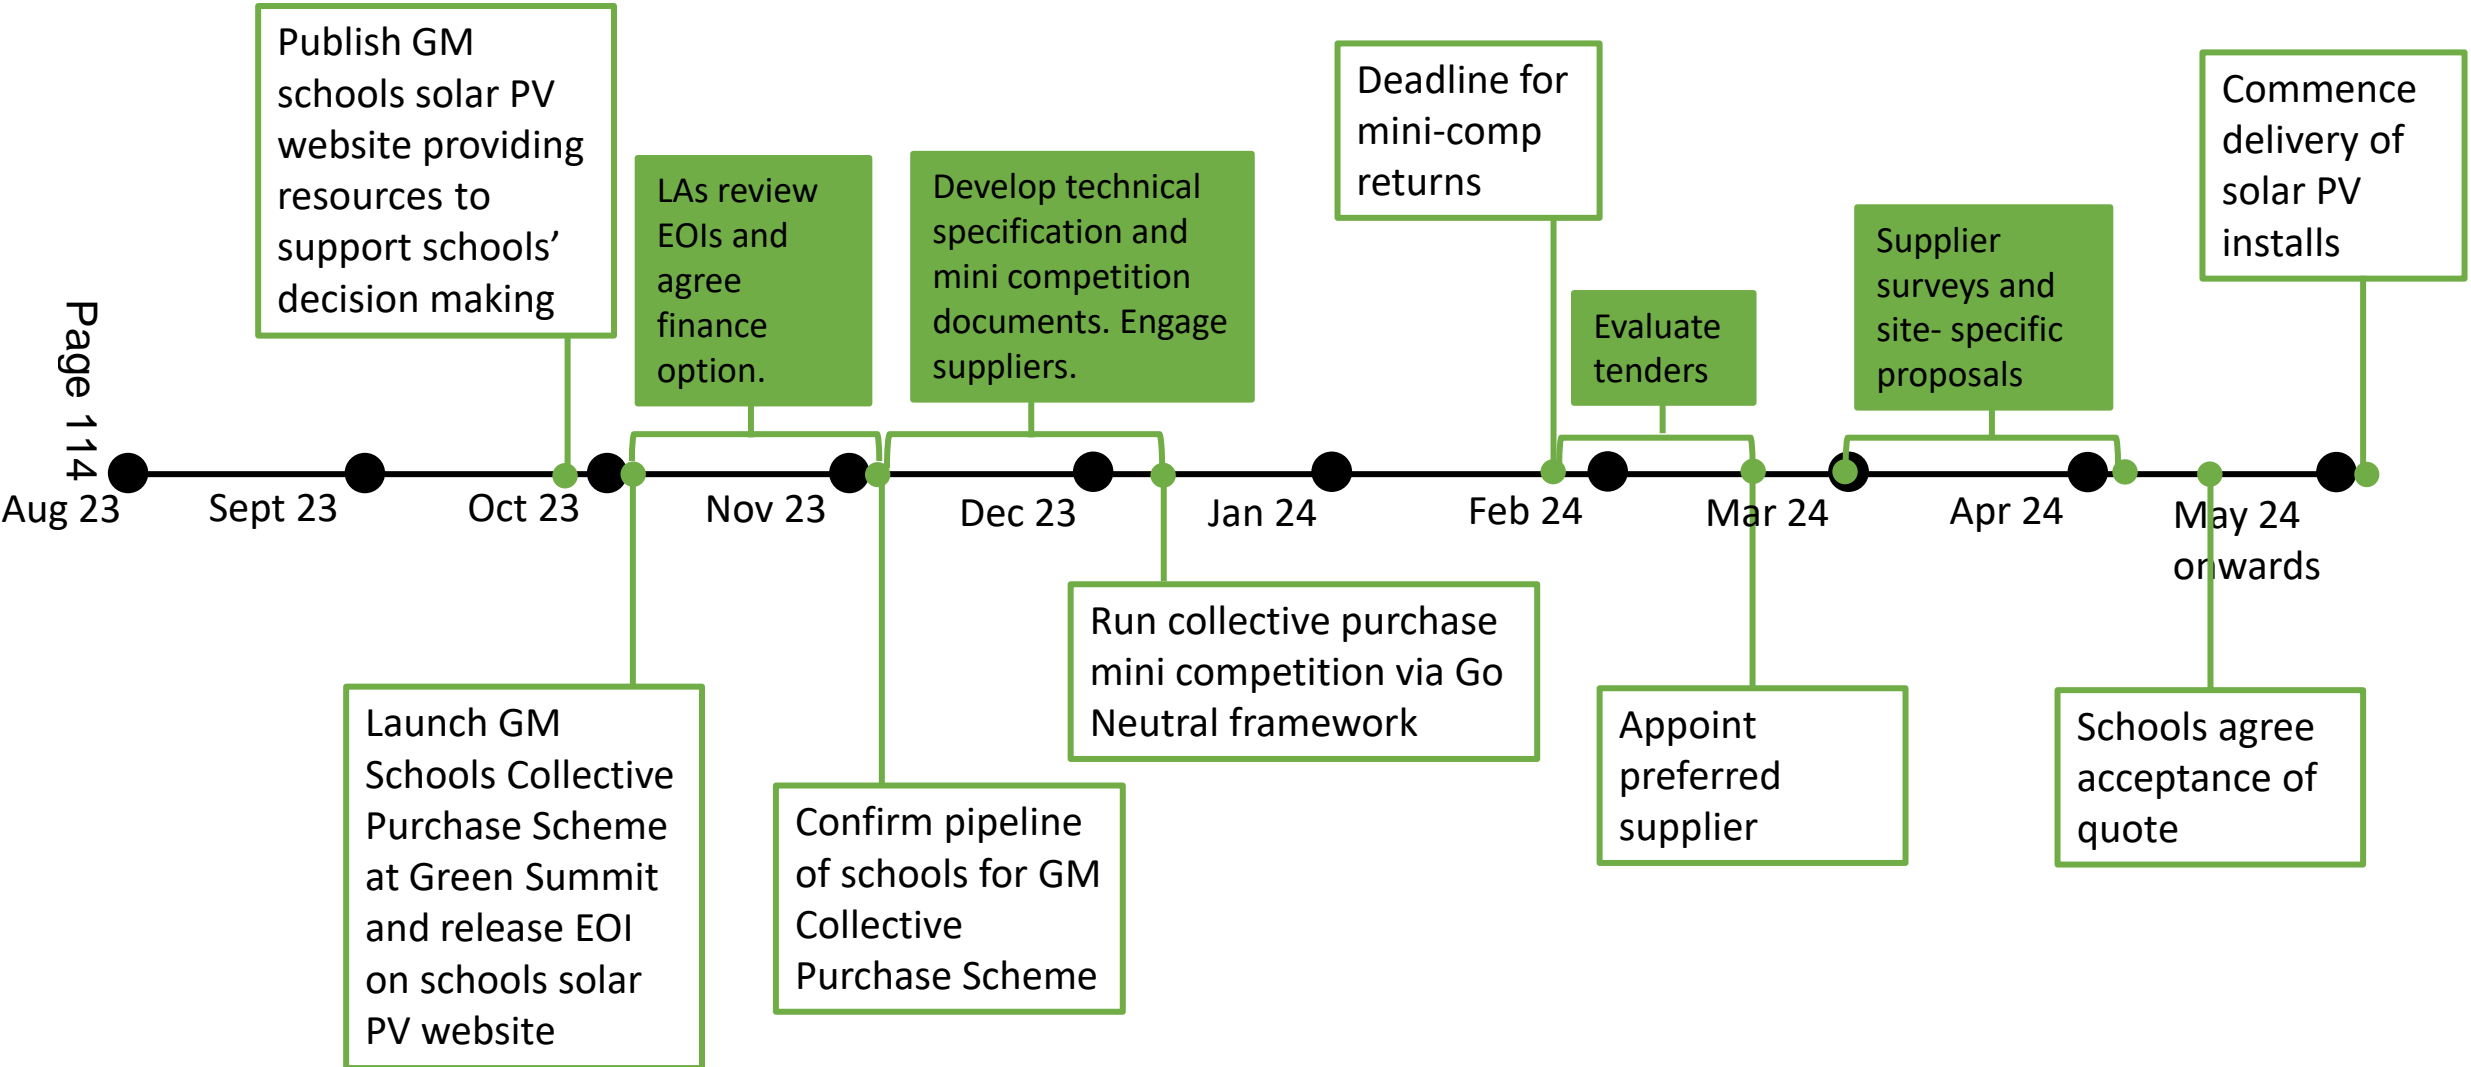 Publish GM
schools solar PV
website providing
resources to
support schools’
decision making
LAs review
EOIs and
agree
finance
option.
Develop technical
specification and
mini competition
documents. Engage
suppliers.
Deadline for
mini-comp
returns
Evaluate
tenders
Supplier
surveys and
site- specific
proposals
Commence
delivery of
solar PV
installs
Page 114
Aug 23
Sept 23
Oct 23
Nov 23
Dec 23
Jan 24
Feb 24
Mar 24
Apr 24
May 24
onwards
Launch GM
Schools Collective
Purchase Scheme
at Green Summit
and release EOI
on schools solar
PV website
Confirm pipeline
of schools for GM
Collective
Purchase Scheme
Run collective purchase
mini competition via Go
Neutral framework
Appoint
preferred
supplier
Schools agree
acceptance of
quote